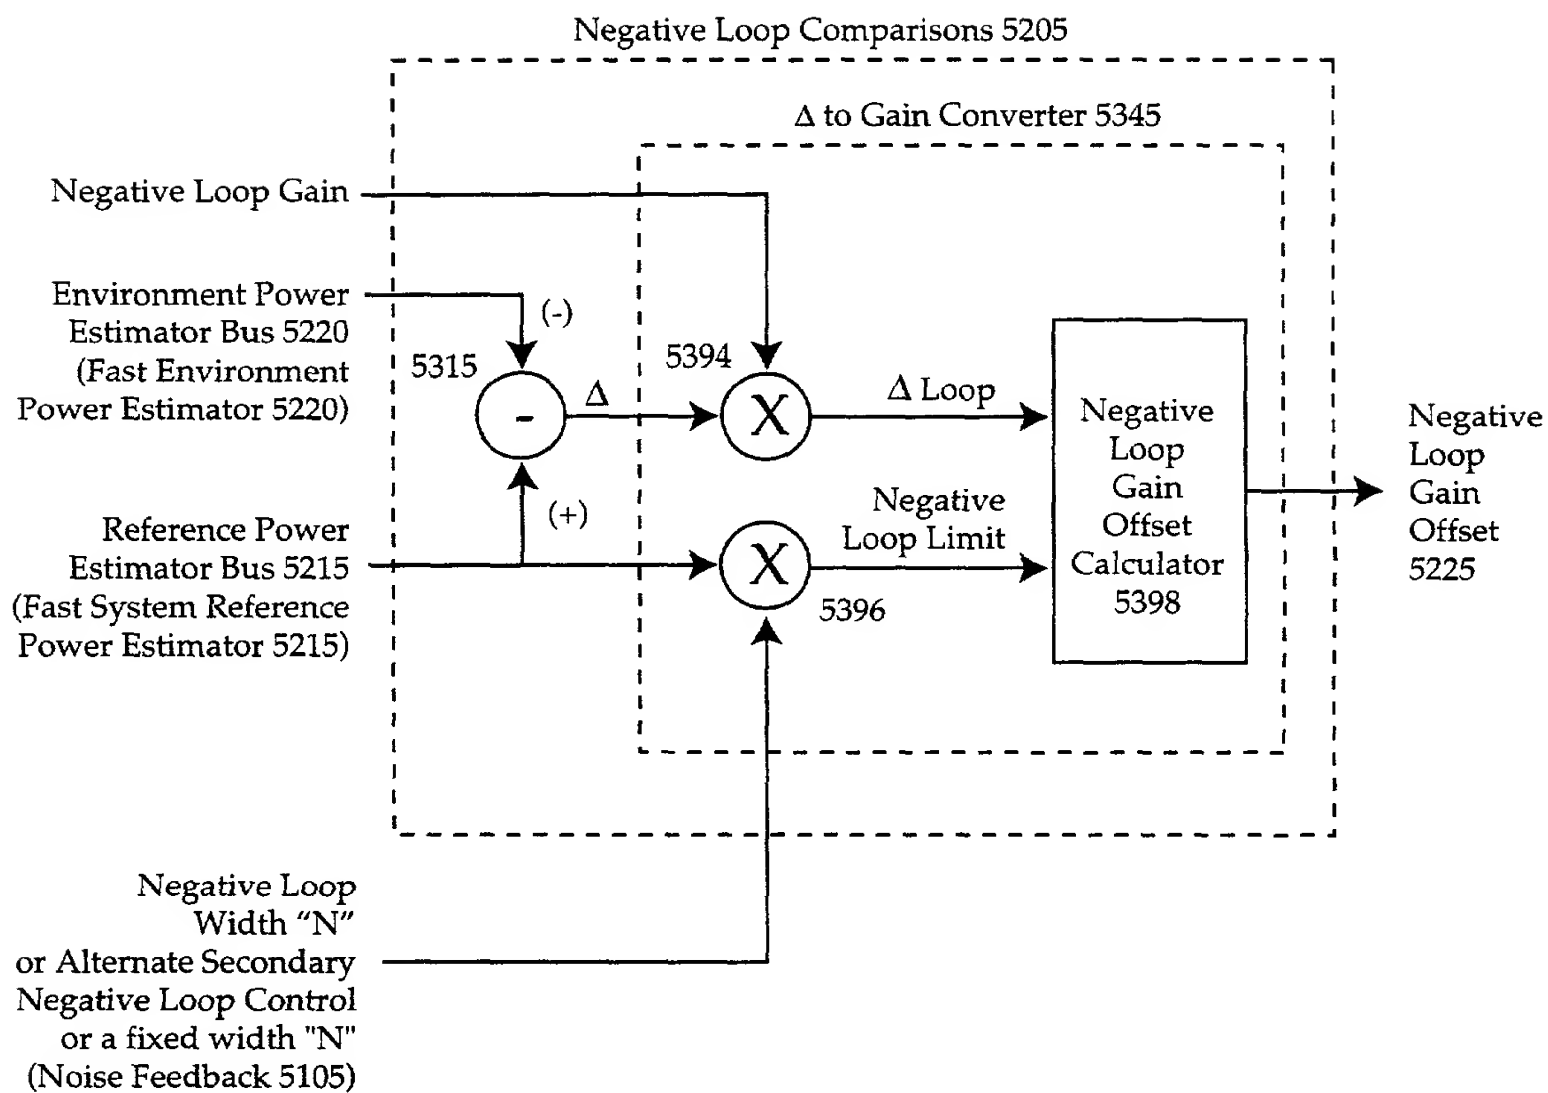 Negative Loop Comparisons 5205
Δ to Gain Converter 5345
Negative Loop Gain
Environment Power
Estimator Bus 5220
(Fast Environment
Power Estimator 5220)
(-)
5315
-
Δ
5394
X
Δ Loop
Reference Power
Estimator Bus 5215
(Fast System Reference
Power Estimator 5215)
(+)
X
5396
Negative
Loop Limit
Negative
Loop
Gain
Offset
Calculator
5398
Negative
Loop
Gain
Offset
5225
Negative Loop
Width “N”
or Alternate Secondary
Negative Loop Control
or a fixed width "N"
(Noise Feedback 5105)